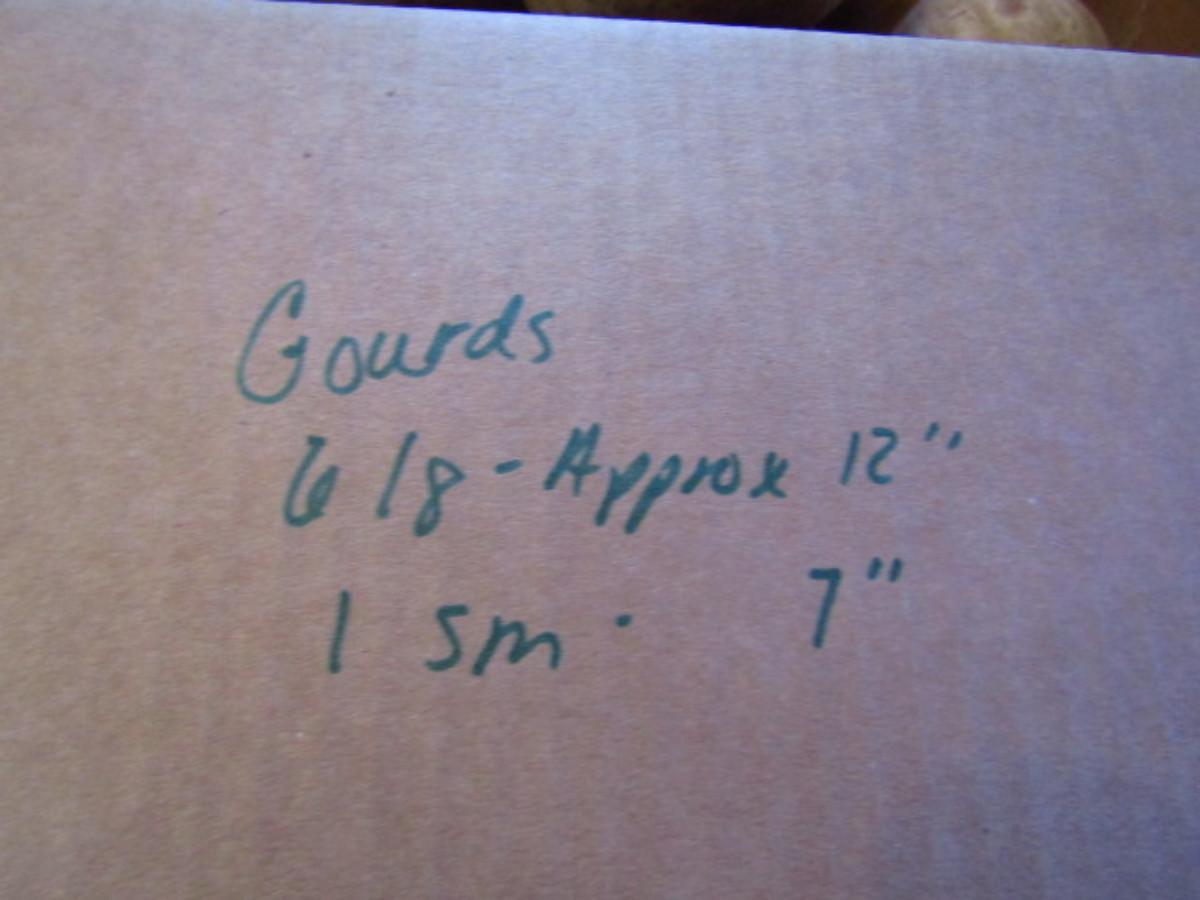 Gourds
6 lg - Approx 12"
1 sm. 7"